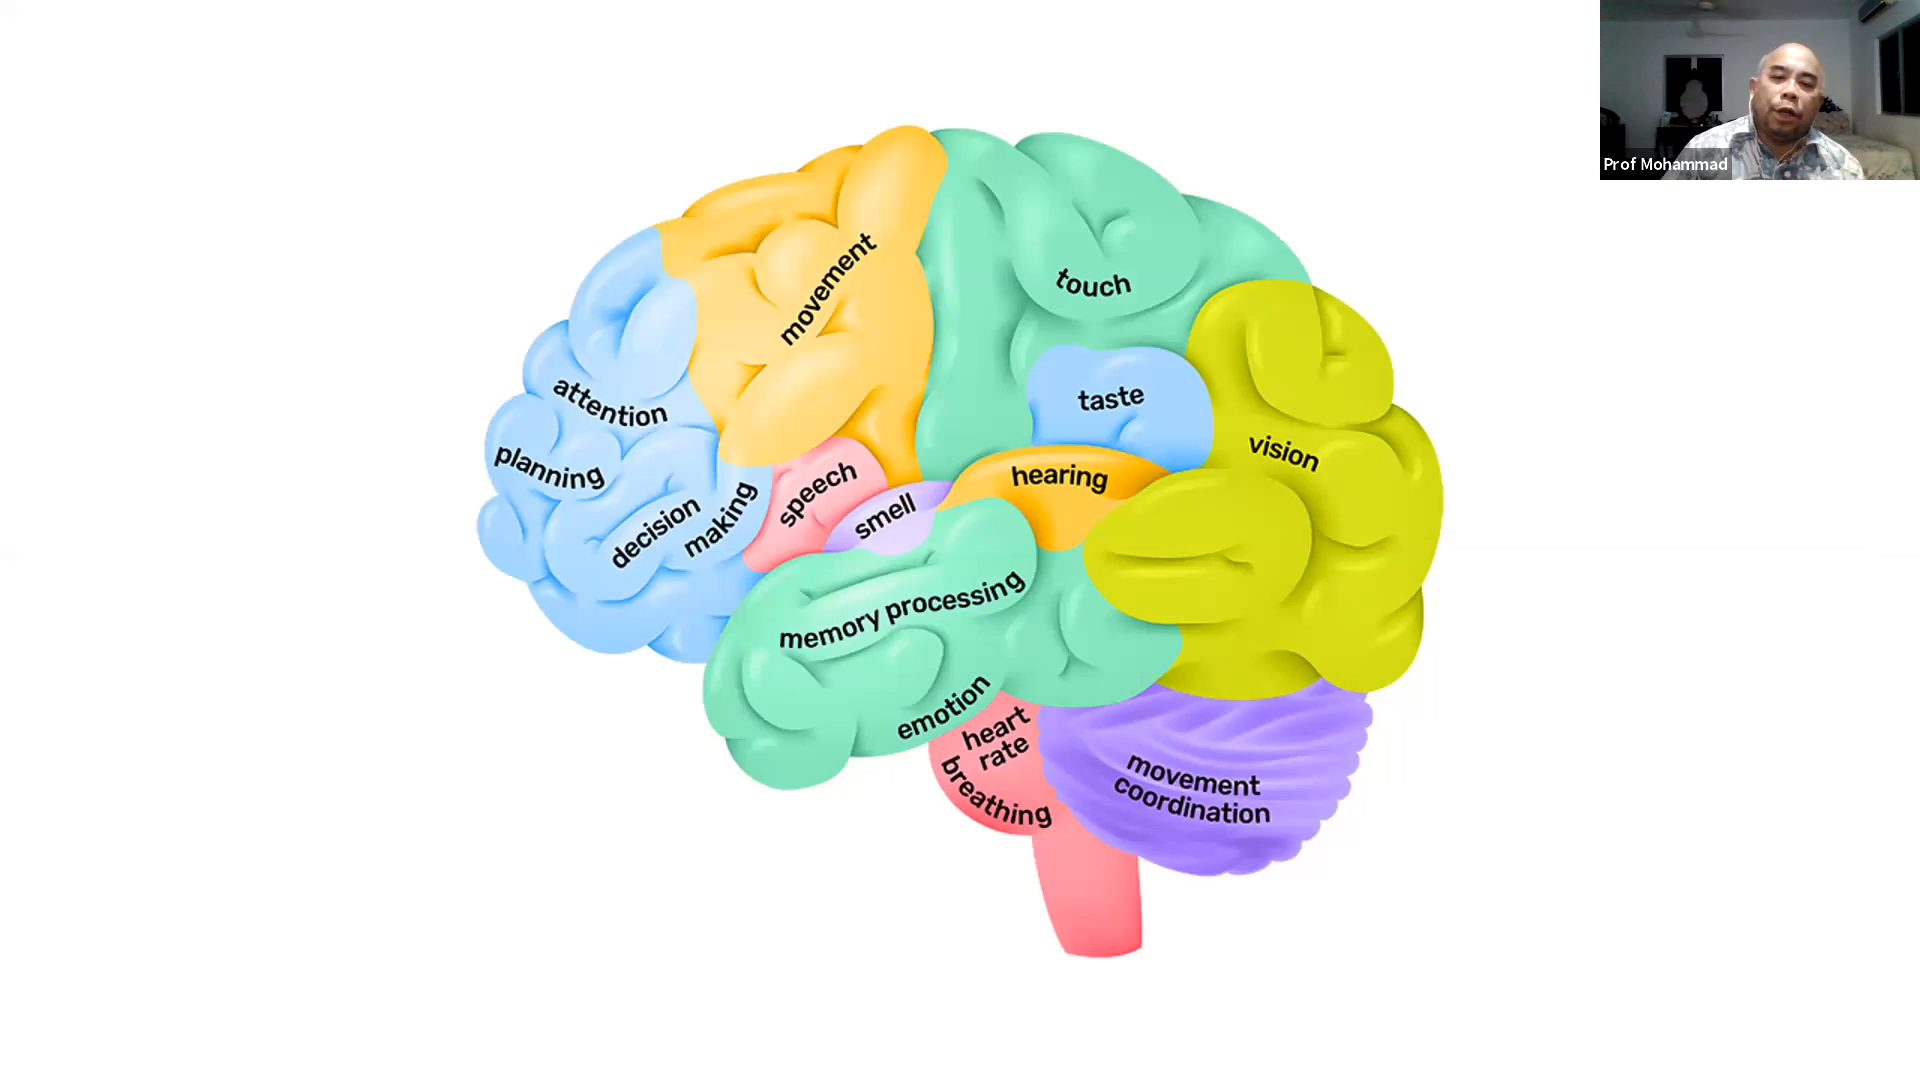 Prof Mohammad
movement
touch
attention
taste
planning
vision
decision
making
speech
hearing
smell
memory processing
emotion
heart
rate
breathing
movement
coordination